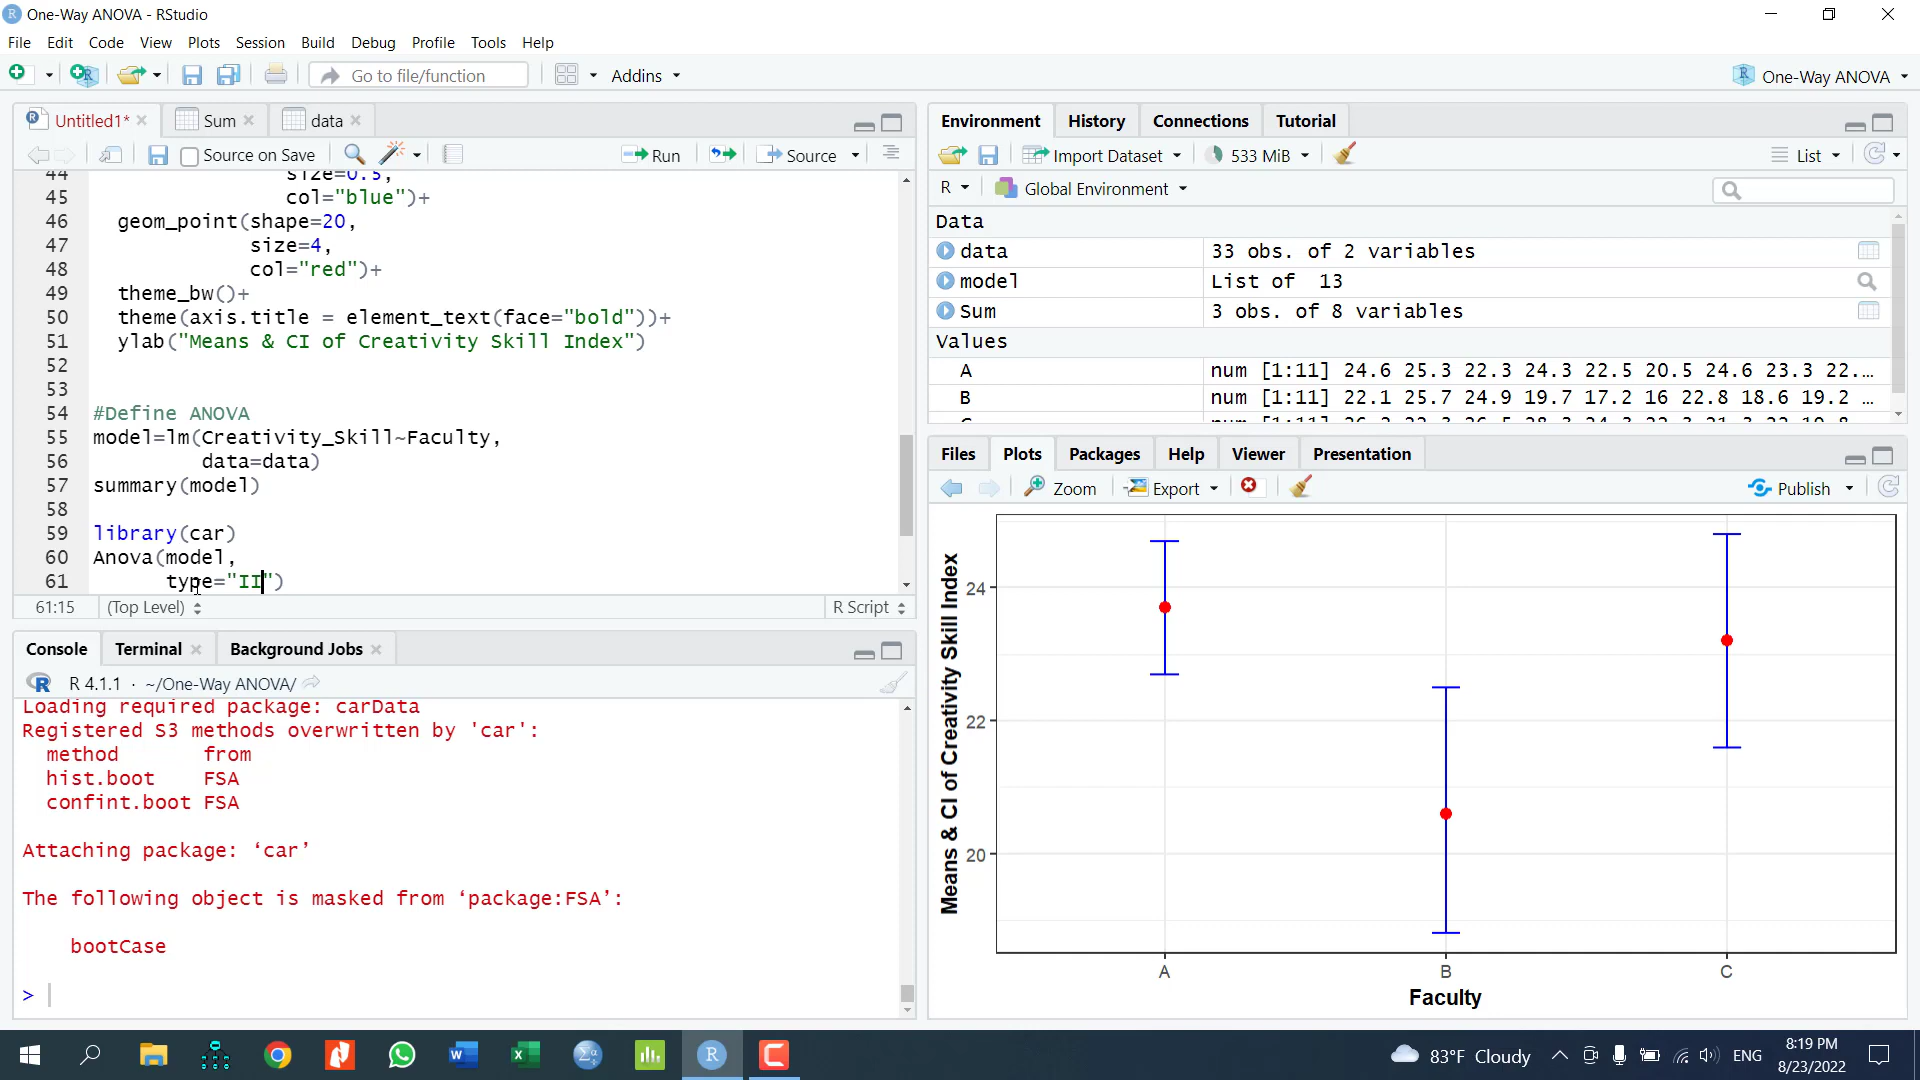 One-Way ANOVA - RStudio
File Edit Code View Plots Session Build Debug Profile Tools Help
Go to file/function
Addins
One-Way ANOVA
Untitled1*
Sum
data
Source on Save
Run
Source
44 size=0.5,
45 col="blue")+
46 geom_point(shape=20,
47 size=4,
48 col="red")+
49 theme_bw()+
50 theme(axis.title = element_text(face="bold"))+
51 ylab("Means & CI of Creativity Skill Index")
52
53
54 #Define ANOVA
55 model=lm(Creativity_Skill~Faculty,
56 data=data)
57 summary(model)
58
59 library(car)
60 Anova(model,
61 type="II")
61:15 (Top Level) R Script
Console Terminal Background Jobs
R 4.1.1 · ~/One-Way ANOVA/
Loading required package: carData
Registered S3 methods overwritten by 'car':
method from
hist.boot FSA
confint.boot FSA
Attaching package: ‘car’
The following object is masked from ‘package:FSA’:
bootCase
>
Environment History Connections Tutorial
Import Dataset 533 MiB List
R Global Environment
Data
data 33 obs. of 2 variables
model List of 13
Sum 3 obs. of 8 variables
Values
A num [1:11] 24.6 25.3 22.3 24.3 22.5 20.5 24.6 23.3 22.…
B num [1:11] 22.1 25.7 24.9 19.7 17.2 16 22.8 18.6 19.2 …
Files Plots Packages Help Viewer Presentation
Zoom Export Publish
Means & CI of Creativity Skill Index
24
22
20
A B C
Faculty
83°F Cloudy
ENG
8:19 PM
8/23/2022